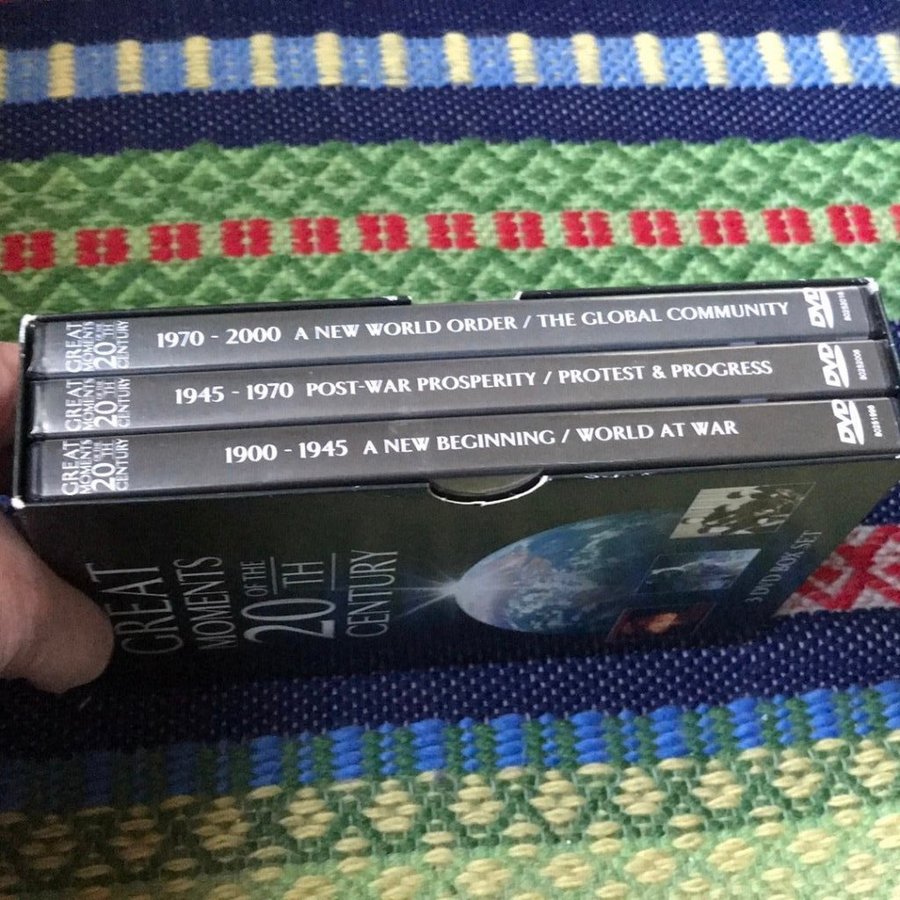 GREAT
MOMENTS
OF THE
20TH
CENTURY
1970 - 2000 A NEW WORLD ORDER / THE GLOBAL COMMUNITY
DVD
GREAT
MOMENTS
OF THE
20TH
CENTURY
1945 - 1970 POST-WAR PROSPERITY / PROTEST & PROGRESS
DVD
GREAT
MOMENTS
OF THE
20TH
CENTURY
1900 - 1945 A NEW BEGINNING / WORLD AT WAR
DVD
GREAT
MOMENTS
OF THE
20TH
CENTURY
3 DVD BOX SET